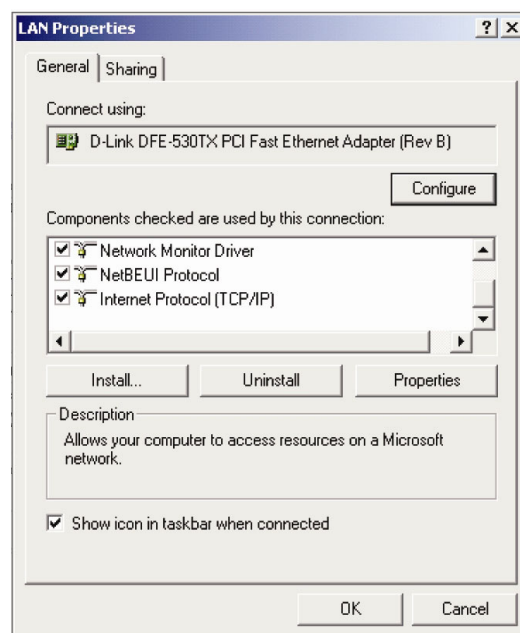 LAN Properties
General
Sharing
Connect using:
D-Link DFE-530TX PCI Fast Ethernet Adapter (Rev B)
Configure
Components checked are used by this connection:
Network Monitor Driver
NetBEUI Protocol
Internet Protocol (TCP/IP)
Install...
Uninstall
Properties
Description
Allows your computer to access resources on a Microsoft
network.
Show icon in taskbar when connected
OK
Cancel